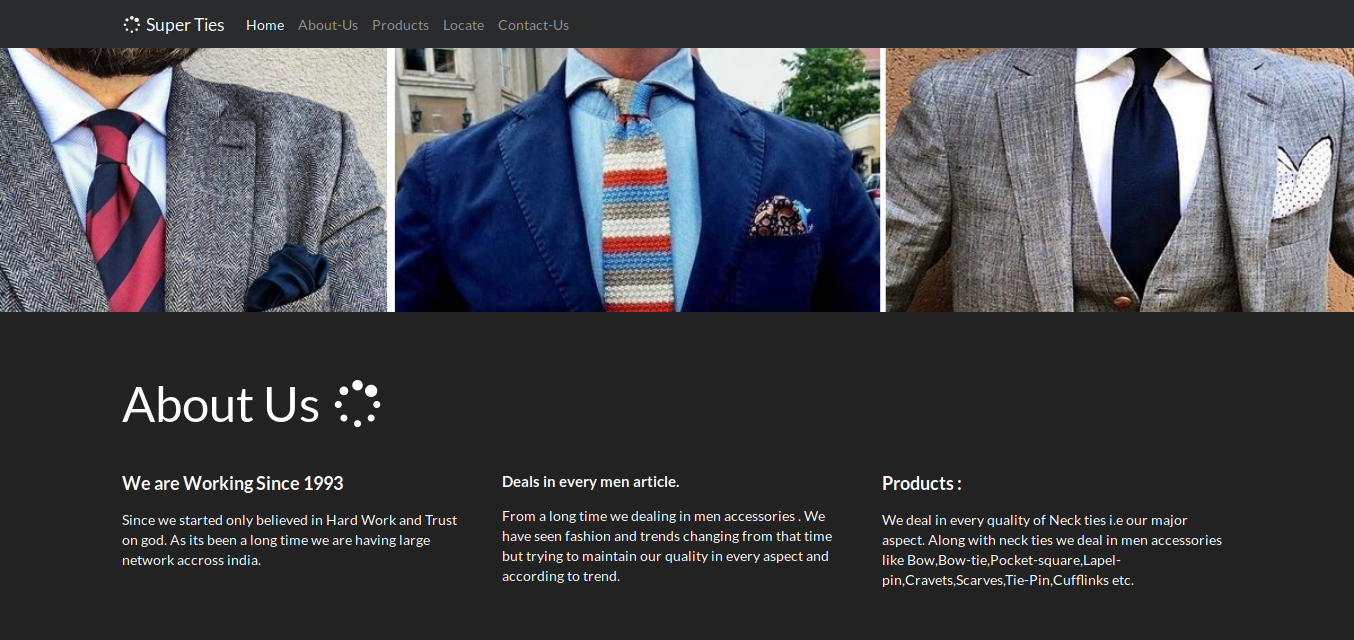 Super Ties Home About-Us Products Locate Contact-Us
About Us
We are Working Since 1993
Since we started only believed in Hard Work and Trust
on god. As its been a long time we are having large
network accross india.
Deals in every men article.
From a long time we dealing in men accessories . We
have seen fashion and trends changing from that time
but trying to maintain our quality in every aspect and
according to trend.
Products :
We deal in every quality of Neck ties i.e our major
aspect. Along with neck ties we deal in men accessories
like Bow,Bow-tie,Pocket-square,Lapel-
pin,Cravets,Scarves,Tie-Pin,Cufflinks etc.